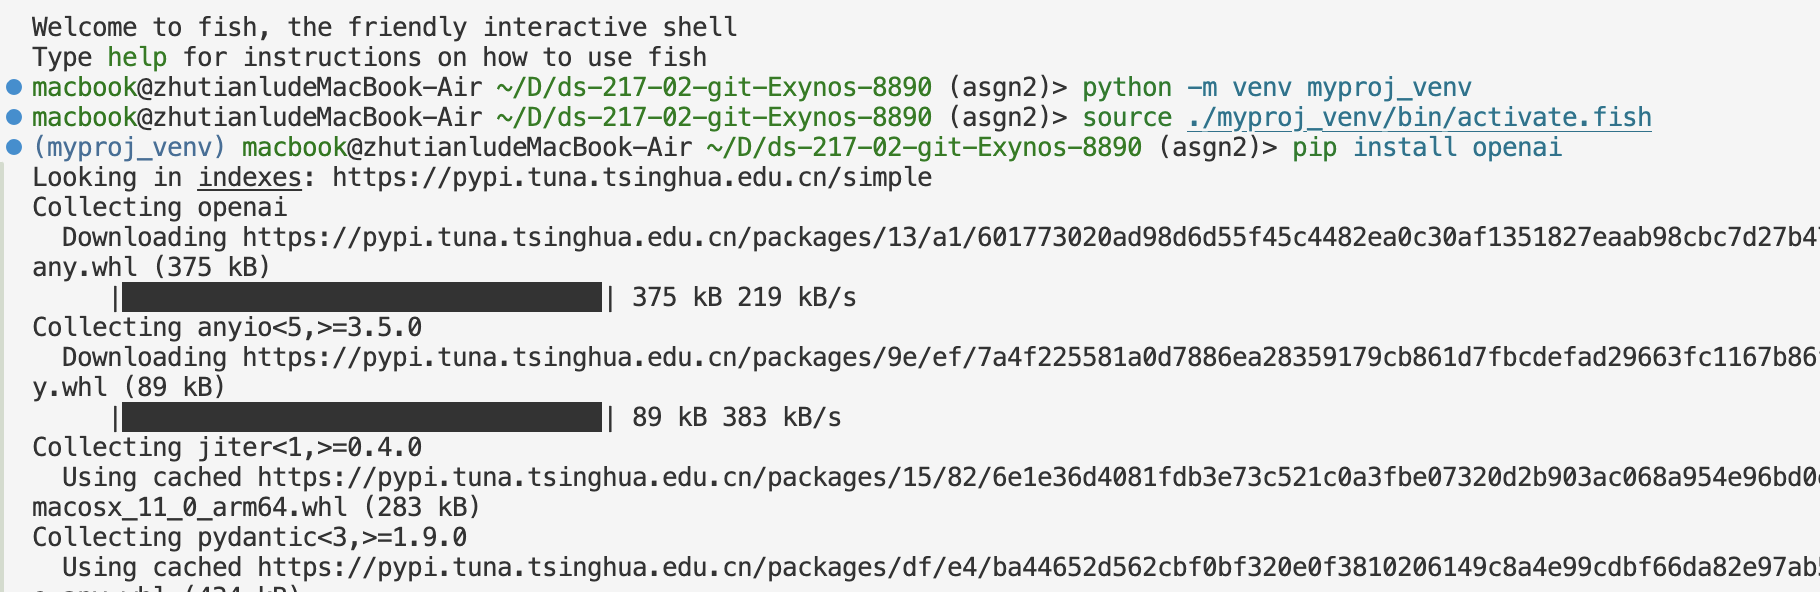 Welcome to fish, the friendly interactive shell
Type help for instructions on how to use fish
macbook@zhutianludeMacBook-Air ~/D/ds-217-02-git-Exynos-8890 (asgn2)> python -m venv myproj_venv
macbook@zhutianludeMacBook-Air ~/D/ds-217-02-git-Exynos-8890 (asgn2)> source ./myproj_venv/bin/activate.fish
(myproj_venv) macbook@zhutianludeMacBook-Air ~/D/ds-217-02-git-Exynos-8890 (asgn2)> pip install openai
Looking in indexes: https://pypi.tuna.tsinghua.edu.cn/simple
Collecting openai
Downloading https://pypi.tuna.tsinghua.edu.cn/packages/13/a1/601773020ad98d6d55f45c4482ea0c30af1351827eaab98cbc7d27b4
any.whl (375 kB)
|| 375 kB 219 kB/s
Collecting anyio<5,>=3.5.0
Downloading https://pypi.tuna.tsinghua.edu.cn/packages/9e/ef/7a4f225581a0d7886ea28359179cb861d7fbcdefad29663fc1167b86
y.whl (89 kB)
|| 89 kB 383 kB/s
Collecting jiter<1,>=0.4.0
Using cached https://pypi.tuna.tsinghua.edu.cn/packages/15/82/6e1e36d4081fdb3e73c521c0a3fbe07320d2b903ac068a954e96bd0
macosx_11_0_arm64.whl (283 kB)
Collecting pydantic<3,>=1.9.0
Using cached https://pypi.tuna.tsinghua.edu.cn/packages/df/e4/ba44652d562cbf0bf320e0f3810206149c8a4e99cdbf66da82e97ab